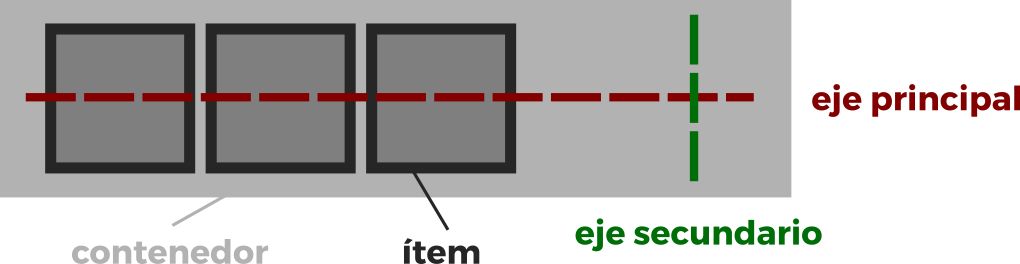 eje principal
eje secundario
contenedor
ítem